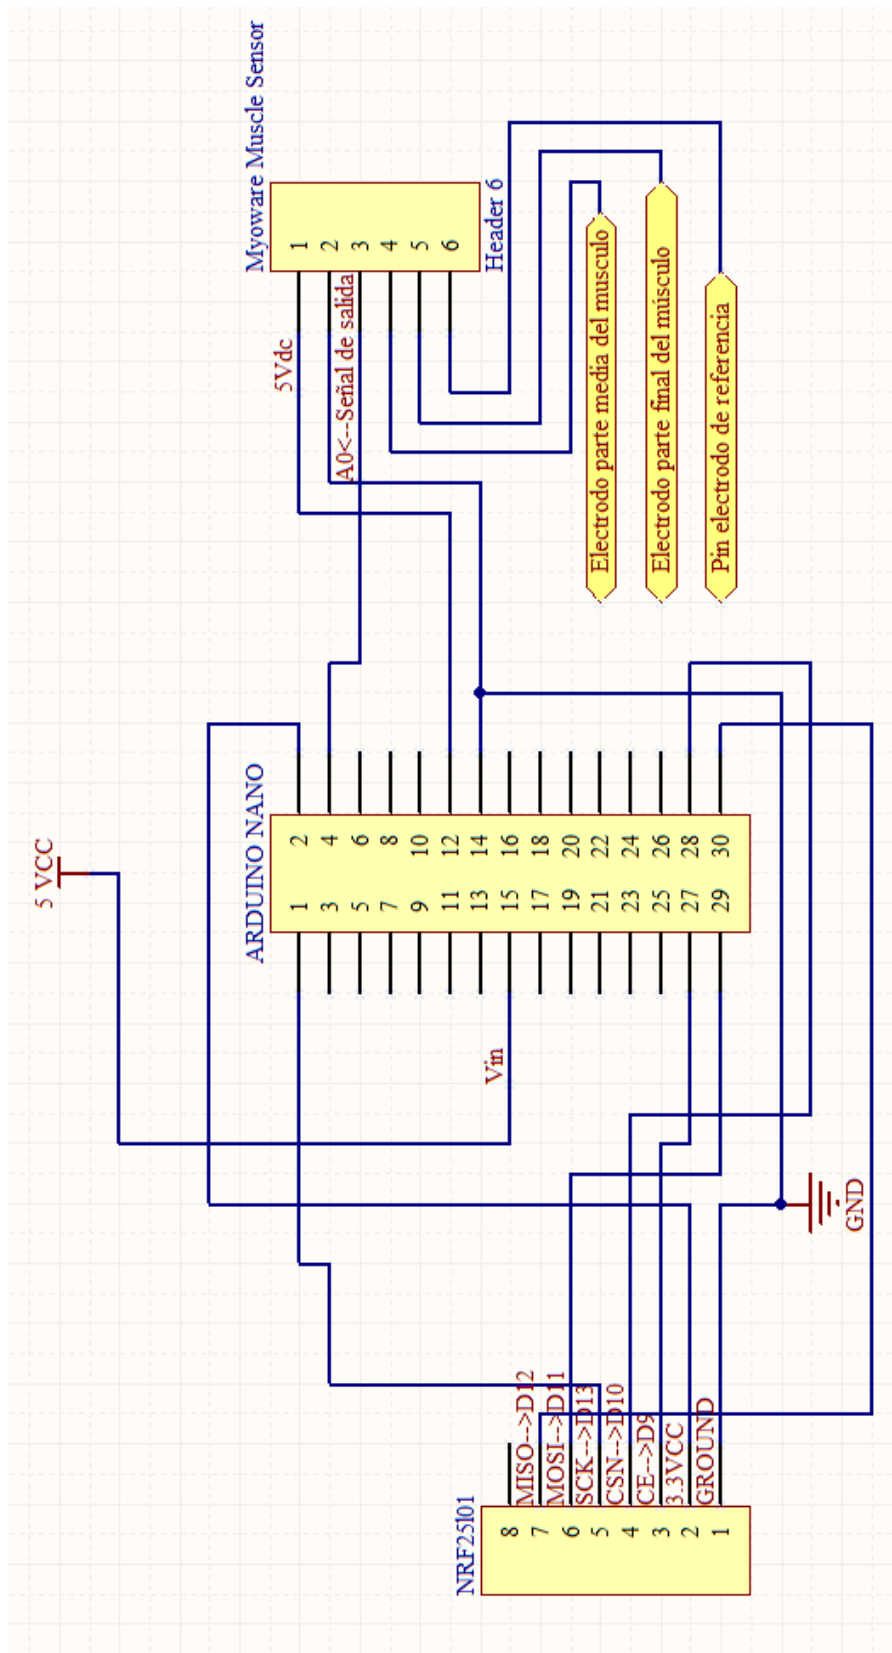 Myoware Muscle Sensor
1
2
3
4
5
6
Header 6
5Vdc
A0<--Señal de salida
Electrodo parte media del musculo
Electrodo parte final del músculo
Pin electrodo de referencia
5 VCC
ARDUINO NANO
1 2
3 4
5 6
7 8
9 10
11 12
13 14
15 16
17 18
19 20
21 22
23 24
25 26
27 28
29 30
Vin
GND
NRF25l01
8
7
6
5
4
3
2
1
MISO-->D12
MOSI-->D11
SCK-->D13
CSN-->D10
CE-->D9
3.3VCC
GROUND